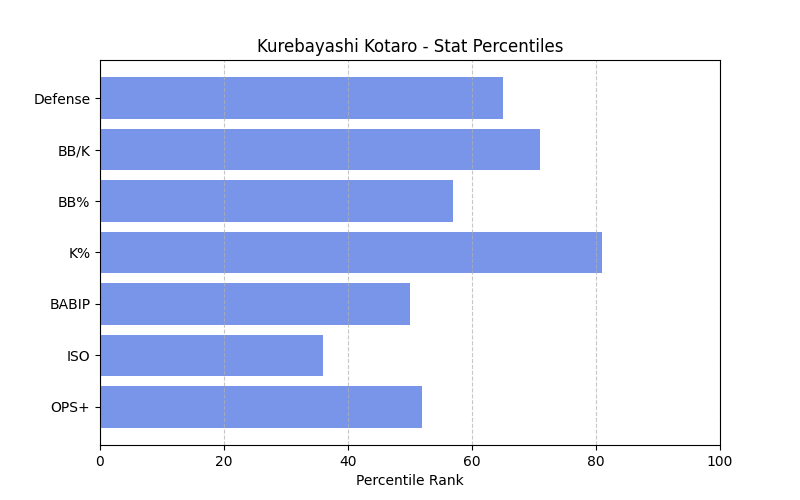 Kurebayashi Kotaro - Stat Percentiles
Defense
BB/K
BB%
K%
BABIP
ISO
OPS+
0 20 40 60 80 100
Percentile Rank